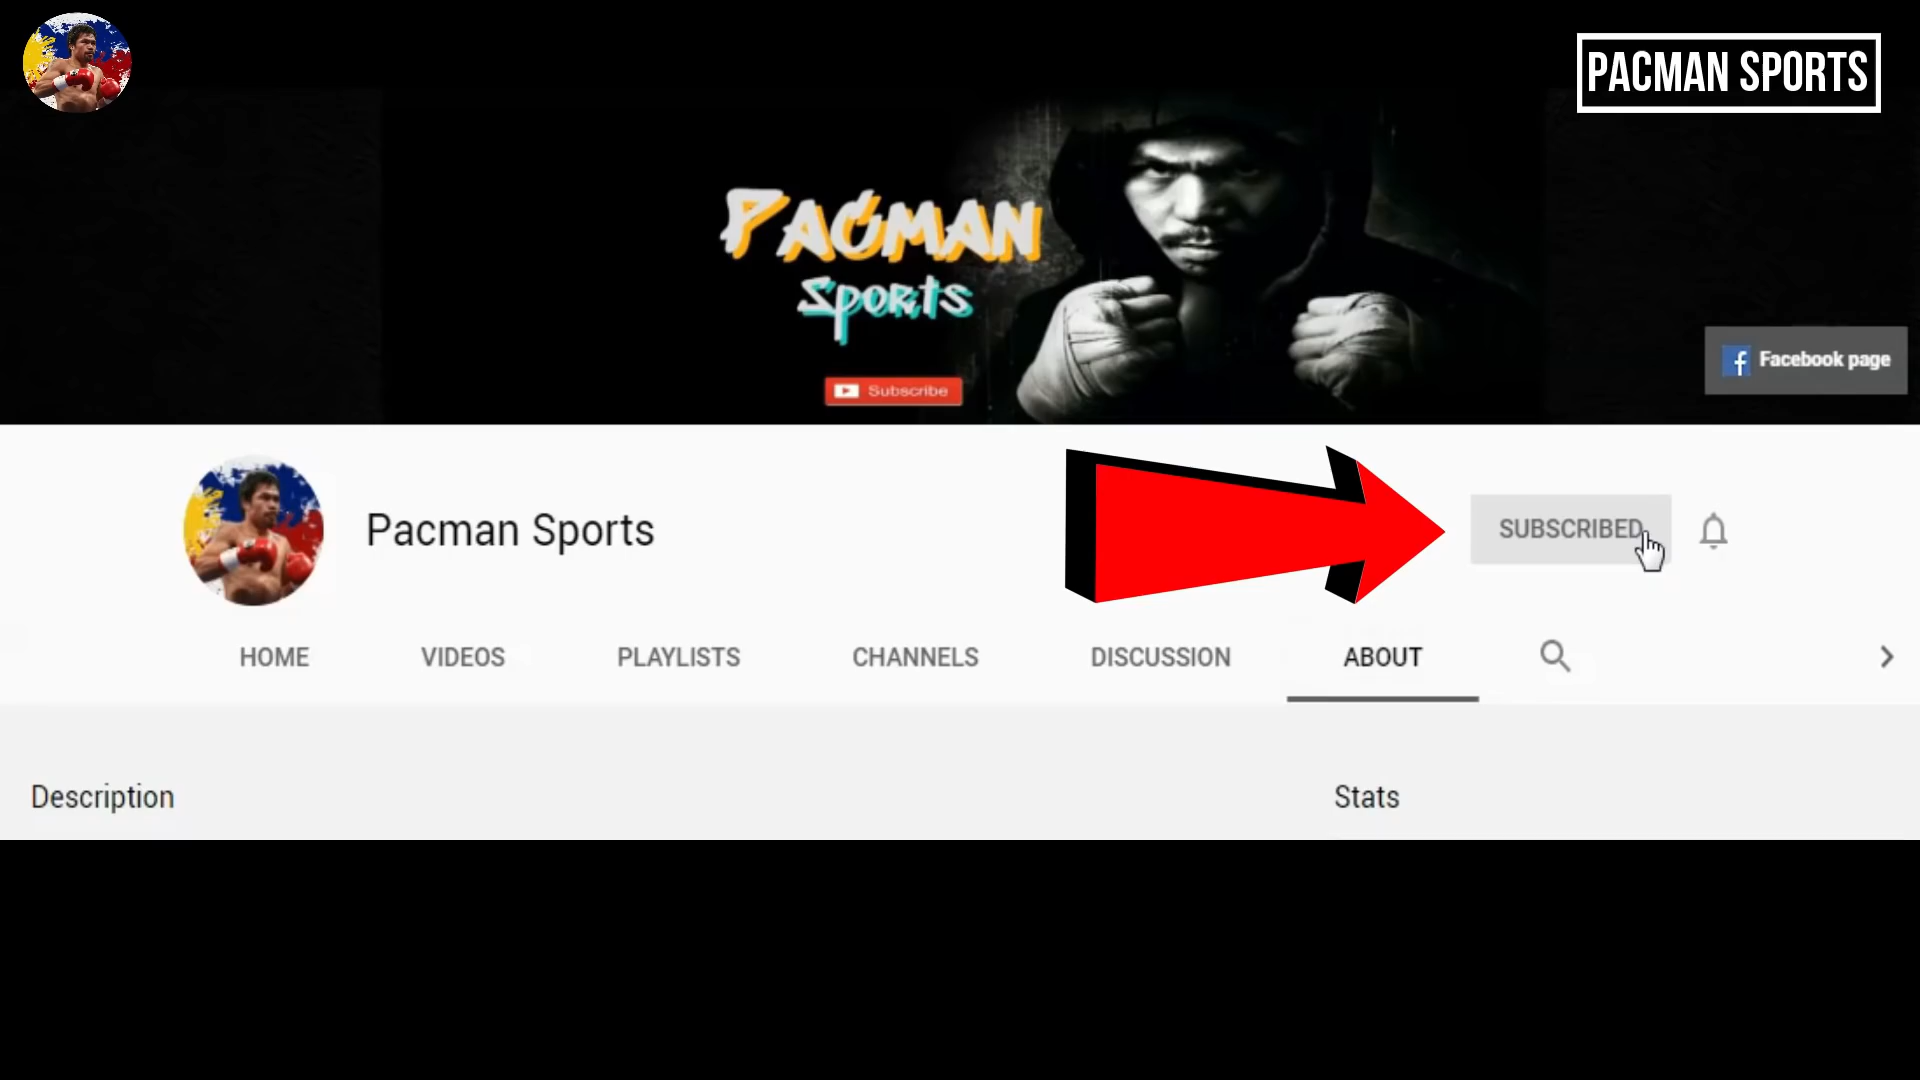 PACMAN SPORTS
PACMAN
Sports
Subscribe
Facebook page
Pacman Sports
SUBSCRIBED
HOME VIDEOS PLAYLISTS CHANNELS DISCUSSION ABOUT
Description Stats